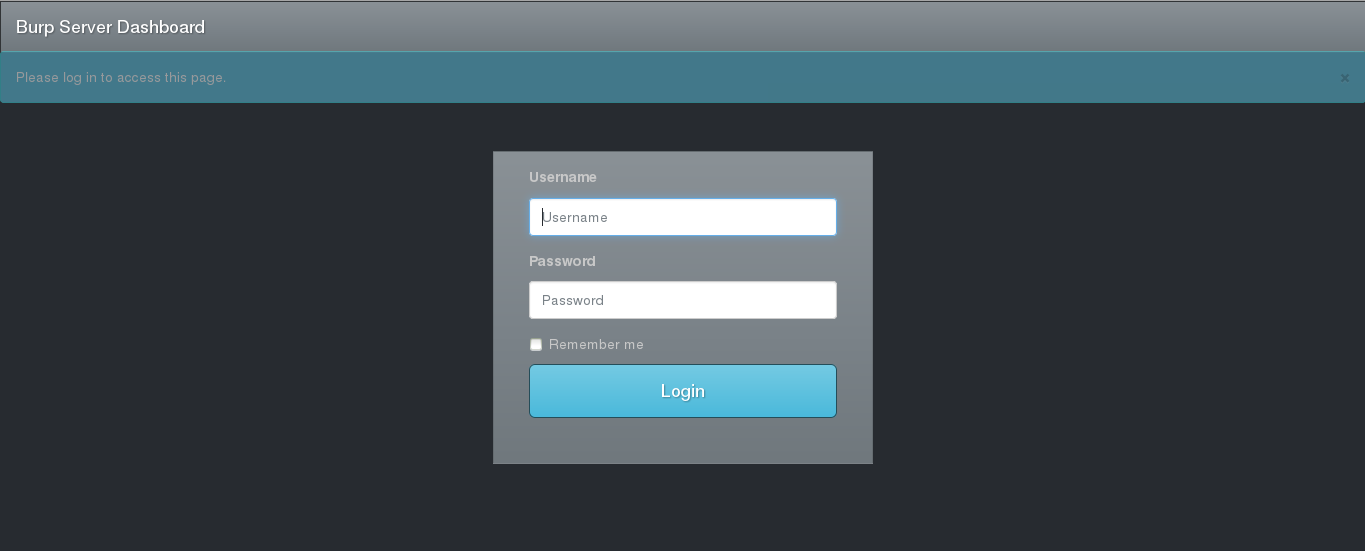 Burp Server Dashboard
Please log in to access this page.
×
Username
Username
Password
Password
Remember me
Login